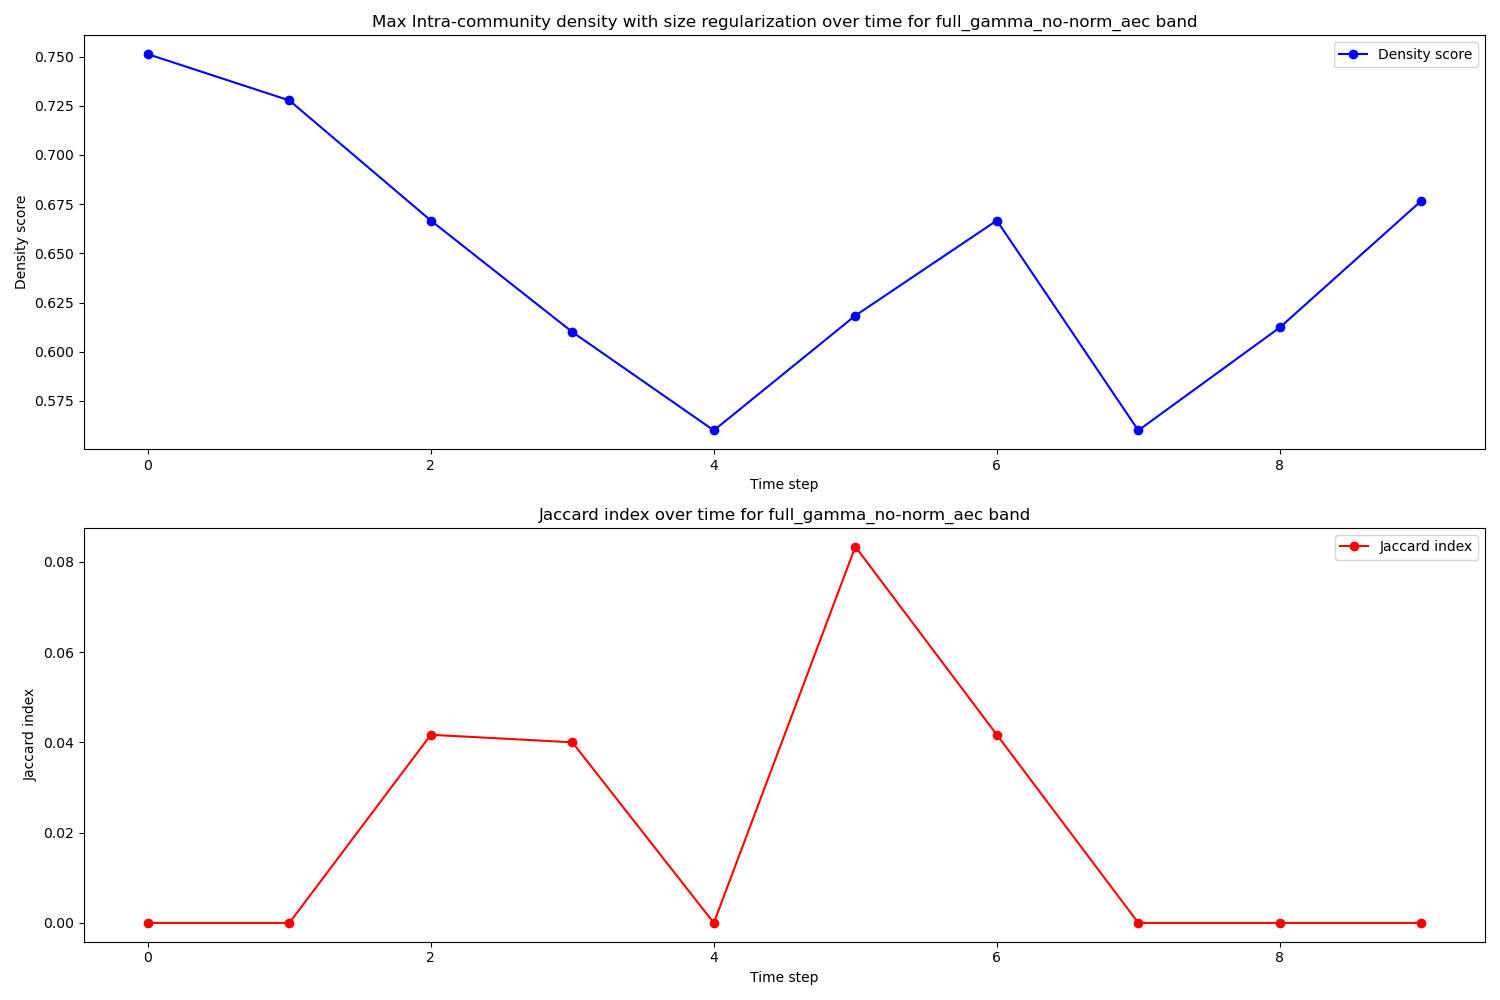 Max Intra-community density with size regularization over time for full_gamma_no-norm_aec band
Density score
0.750
0.725
0.700
0.675
0.650
0.625
0.600
0.575
Density score
0 2 4 6 8
Time step
Jaccard index over time for full_gamma_no-norm_aec band
Jaccard index
0.08
0.06
0.04
0.02
0.00
Jaccard index
0 2 4 6 8
Time step